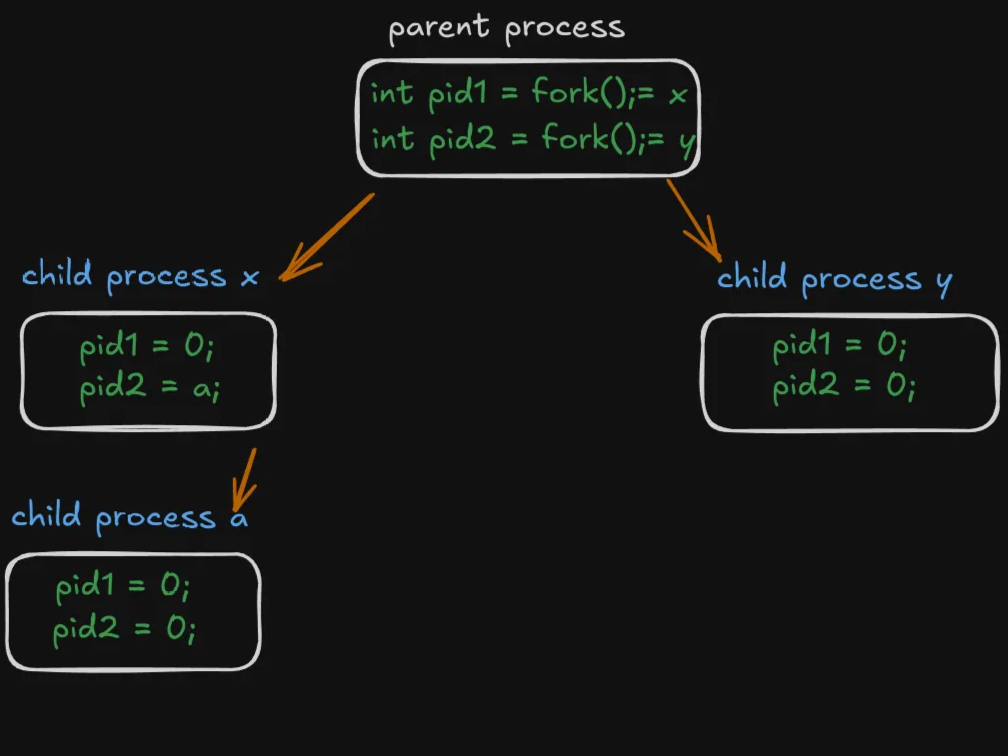 parent process
int pid1 = fork();= x
int pid2 = fork();= y
child process x
pid1 = 0;
pid2 = a;
child process y
pid1 = 0;
pid2 = 0;
child process a
pid1 = 0;
pid2 = 0;